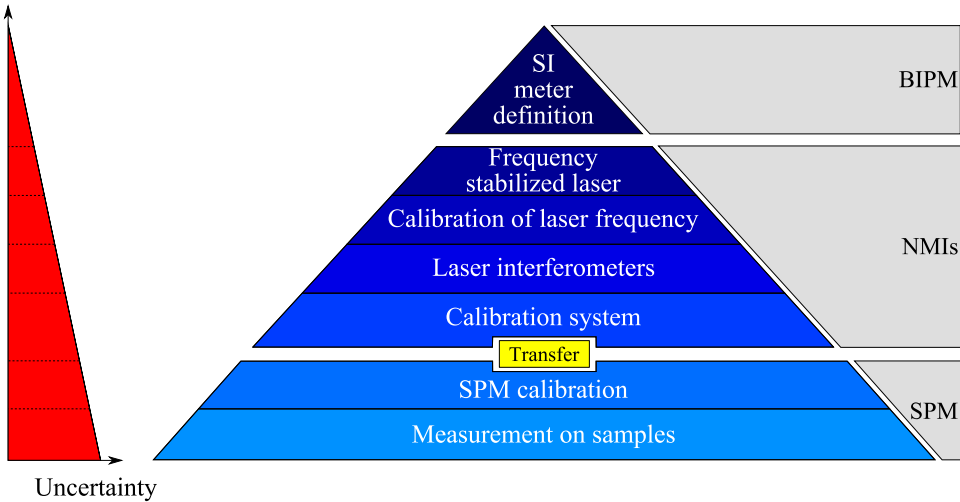 SI
meter
definition
BIPM
Frequency
stabilized laser
Calibration of laser frequency
NMIs
Laser interferometers
Calibration system
Transfer
SPM calibration
SPM
Measurement on samples
Uncertainty